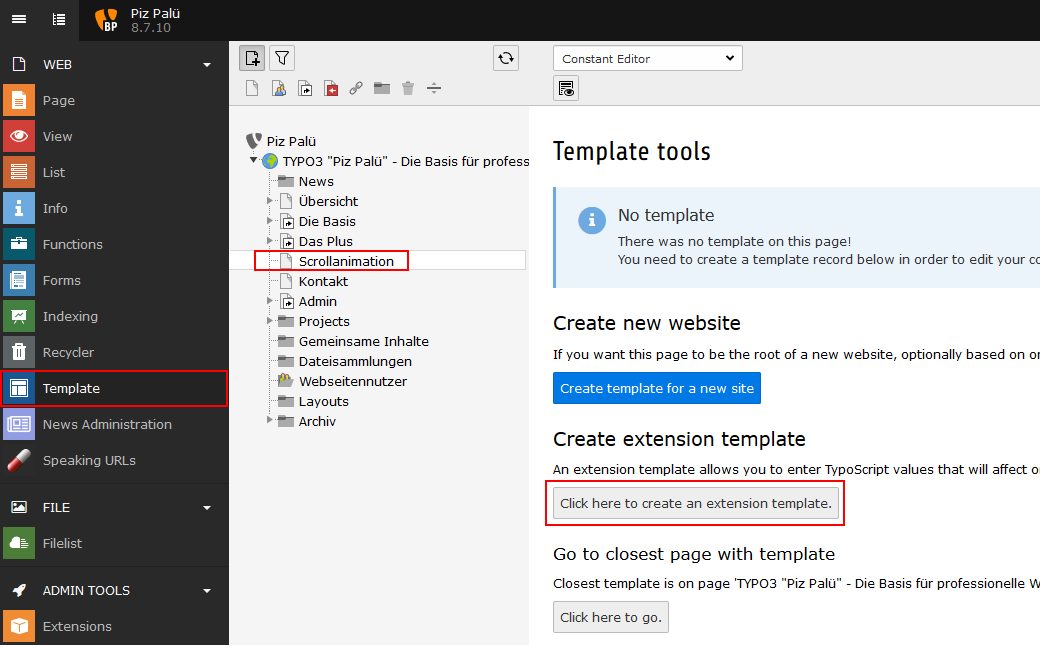 Piz Palü
8.7.10
BP
WEB
Page
View
List
Info
Functions
Forms
Indexing
Recycler
Template
News Administration
Speaking URLs
FILE
Filelist
ADMIN TOOLS
Extensions
Piz Palü
TYPO3 "Piz Palü" - Die Basis für profess
News
Übersicht
Die Basis
Das Plus
Scrollanimation
Kontakt
Admin
Projects
Gemeinsame Inhalte
Dateisammlungen
Webseitennutzer
Layouts
Archiv
Constant Editor
Template tools
No template
There was no template on this page!
You need to create a template record below in order to edit your co
Create new website
If you want this page to be the root of a new website, optionally based on or
Create template for a new site
Create extension template
An extension template allows you to enter TypoScript values that will affect o
Click here to create an extension template.
Go to closest page with template
Closest template is on page 'TYPO3 "Piz Palü" - Die Basis für professionelle W
Click here to go.